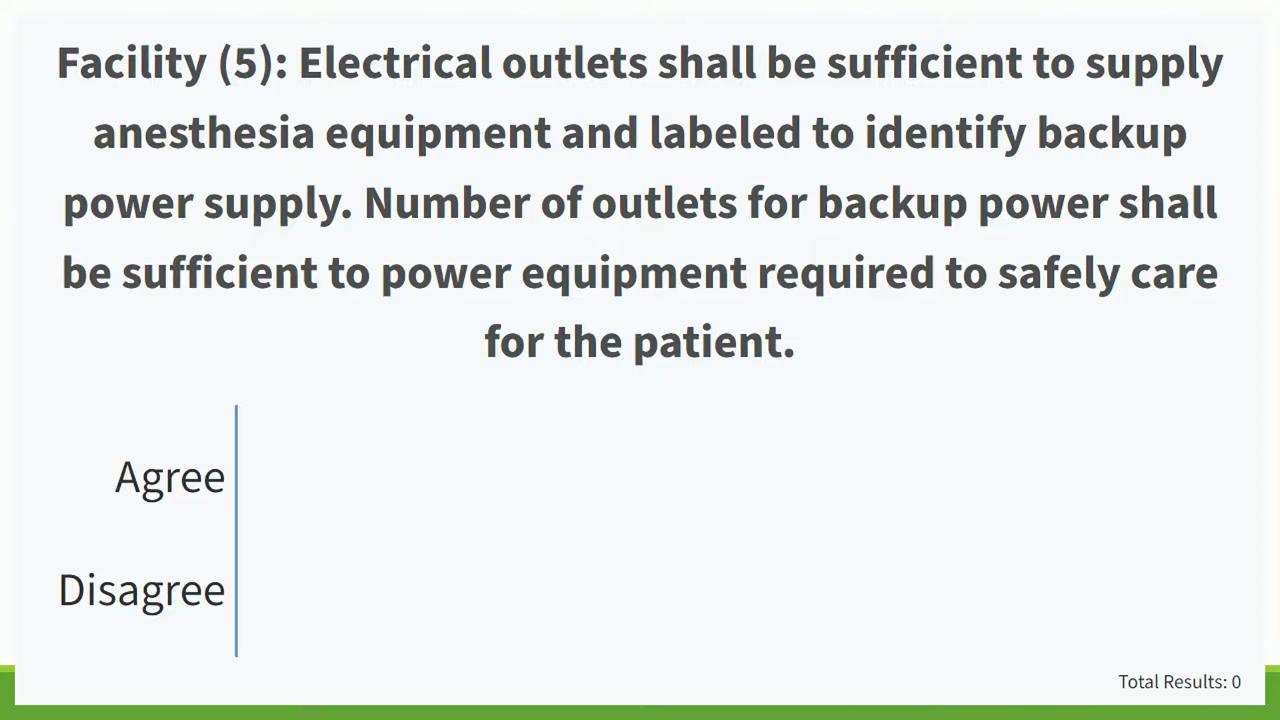 Facility (5): Electrical outlets shall be sufficient to supply
anesthesia equipment and labeled to identify backup
power supply. Number of outlets for backup power shall
be sufficient to power equipment required to safely care
for the patient.
Agree
Disagree
Total Results: 0